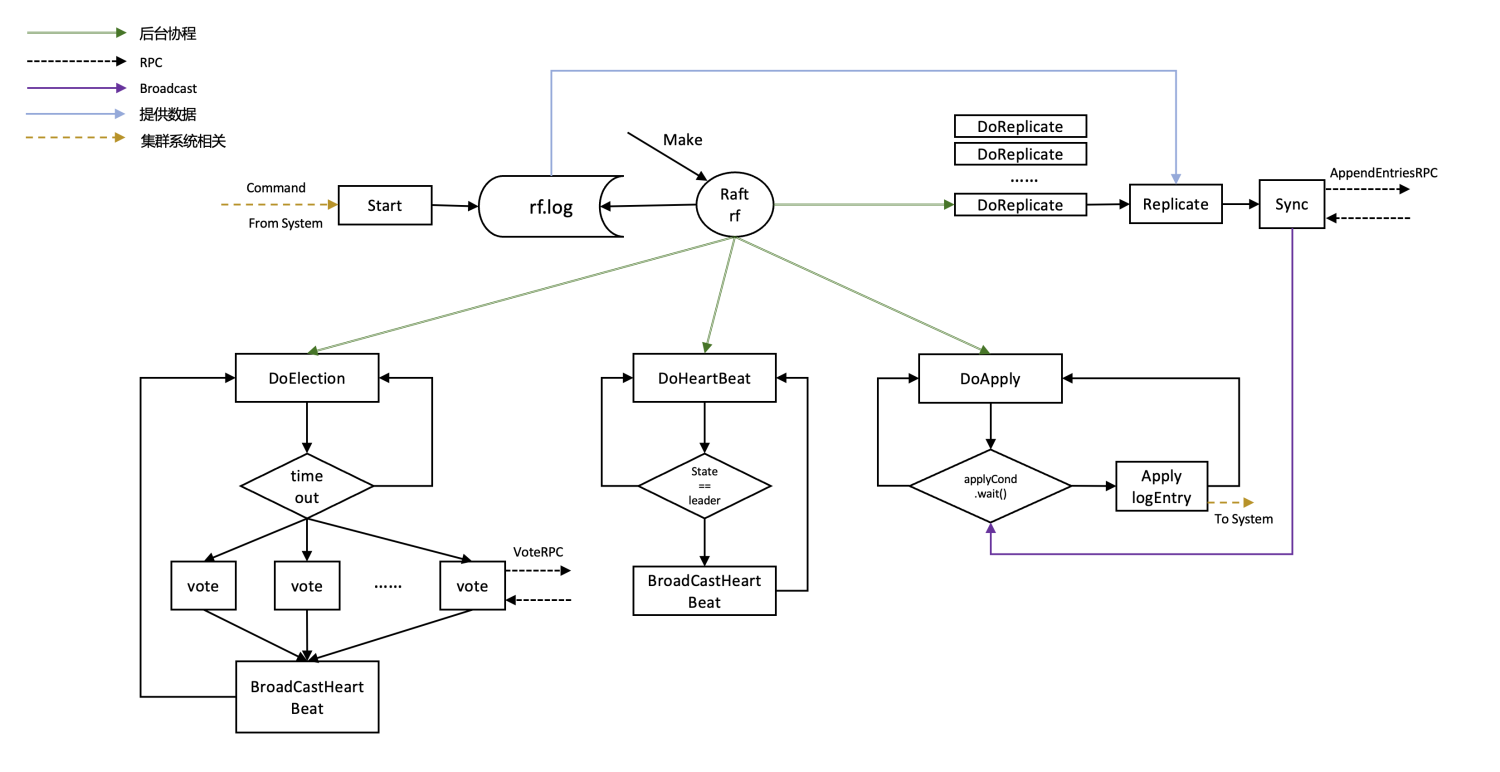 后台协程
RPC
Broadcast
提供数据
集群系统相关
Make
Command
From System
Start
rf.log
Raft
rf
DoReplicate
DoReplicate
......
DoReplicate
Replicate
Sync
AppendEntriesRPC
DoElection
time
out
vote
vote
......
vote
VoteRPC
BroadCastHeart
Beat
DoHeartBeat
State
==
leader
BroadCastHeart
Beat
DoApply
applyCond
.wait()
Apply
logEntry
To System